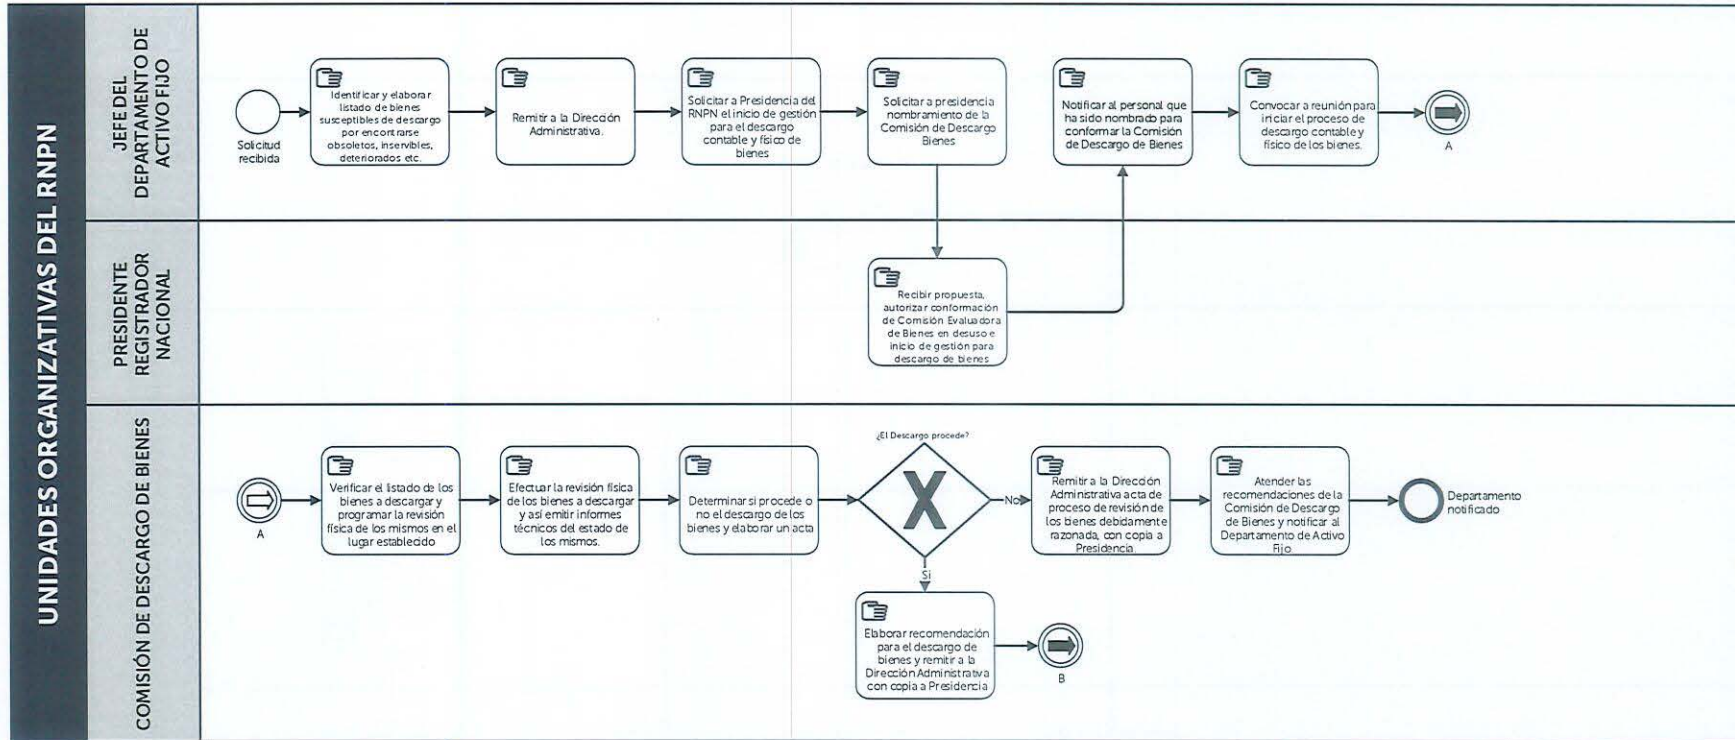 UNIDADES ORGANIZATIVAS DEL RNPN
JEFE DEL
DEPARTAMENTO DE
ACTIVO FIJO
Solicitud
recibida
Identificar y elaborar
listado de bienes
susceptibles de descargo
por encontrarse
obsoletos, inservibles,
deteriorados etc.
Remitir a la Dirección
Administrativa.
Solicitar a Presidencia del
RNPN el inicio de gestión
para el descargo
contable y físico de
bienes
Solicitar a presidencia
nombramiento de la
Comisión de Descargo
Bienes
Notificar al personal que
ha sido nombrado para
conformar la Comisión
de Descargo de Bienes
Convocar a reunión para
iniciar el proceso de
descargo contable y
físico de los bienes.
A
PRESIDENTE
REGISTRADOR
NACIONAL
Recibir propuesta,
autorizar conformación
de Comisión Evaluadora
de Bienes en desuso e
inicio de gestión para
descargo de bienes
COMISIÓN DE DESCARGO DE BIENES
A
Verificar el listado de los
bienes a descargar y
programar la revisión
física de los mismos en el
lugar establecido
Efectuar la revisión física
de los bienes a descargar
y así emitir informes
técnicos del estado de
los mismos.
Determinar si procede o
no el descargo de los
bienes y elaborar un acta
¿El Descargo procede?
X
No
Remitir a la Dirección
Administrativa acta de
proceso de revisión de
los bienes debidamente
razonada, con copia a
Presidencia.
Atender las
recomendaciones de la
Comisión de Descargo
de Bienes y notificar al
Departamento de Activo
Fijo
Departamento
notificado
Si
Elaborar recomendación
para el descargo de
bienes y remitir a la
Dirección Administrativa
con copia a Presidencia
B